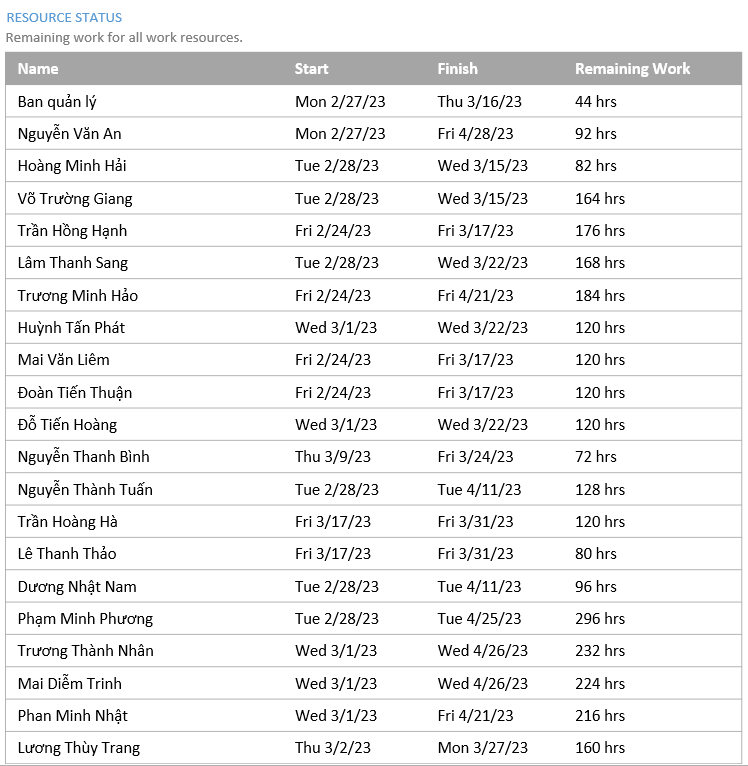 RESOURCE STATUS
Remaining work for all work resources.
Name Start Finish Remaining Work
Ban quản lý Mon 2/27/23 Thu 3/16/23 44 hrs
Nguyễn Văn An Mon 2/27/23 Fri 4/28/23 92 hrs
Hoàng Minh Hải Tue 2/28/23 Wed 3/15/23 82 hrs
Võ Trường Giang Tue 2/28/23 Wed 3/15/23 164 hrs
Trần Hồng Hạnh Fri 2/24/23 Fri 3/17/23 176 hrs
Lâm Thanh Sang Tue 2/28/23 Wed 3/22/23 168 hrs
Trương Minh Hảo Fri 2/24/23 Fri 4/21/23 184 hrs
Huỳnh Tấn Phát Wed 3/1/23 Wed 3/22/23 120 hrs
Mai Văn Liêm Fri 2/24/23 Fri 3/17/23 120 hrs
Đoàn Tiến Thuận Fri 2/24/23 Fri 3/17/23 120 hrs
Đỗ Tiến Hoàng Wed 3/1/23 Wed 3/22/23 120 hrs
Nguyễn Thanh Bình Thu 3/9/23 Fri 3/24/23 72 hrs
Nguyễn Thành Tuấn Tue 2/28/23 Tue 4/11/23 128 hrs
Trần Hoàng Hà Fri 3/17/23 Fri 3/31/23 120 hrs
Lê Thanh Thảo Fri 3/17/23 Fri 3/31/23 80 hrs
Dương Nhật Nam Tue 2/28/23 Tue 4/11/23 96 hrs
Phạm Minh Phương Tue 2/28/23 Tue 4/25/23 296 hrs
Trương Thành Nhân Wed 3/1/23 Wed 4/26/23 232 hrs
Mai Diễm Trinh Wed 3/1/23 Wed 4/26/23 224 hrs
Phan Minh Nhật Wed 3/1/23 Fri 4/21/23 216 hrs
Lương Thùy Trang Thu 3/2/23 Mon 3/27/23 160 hrs